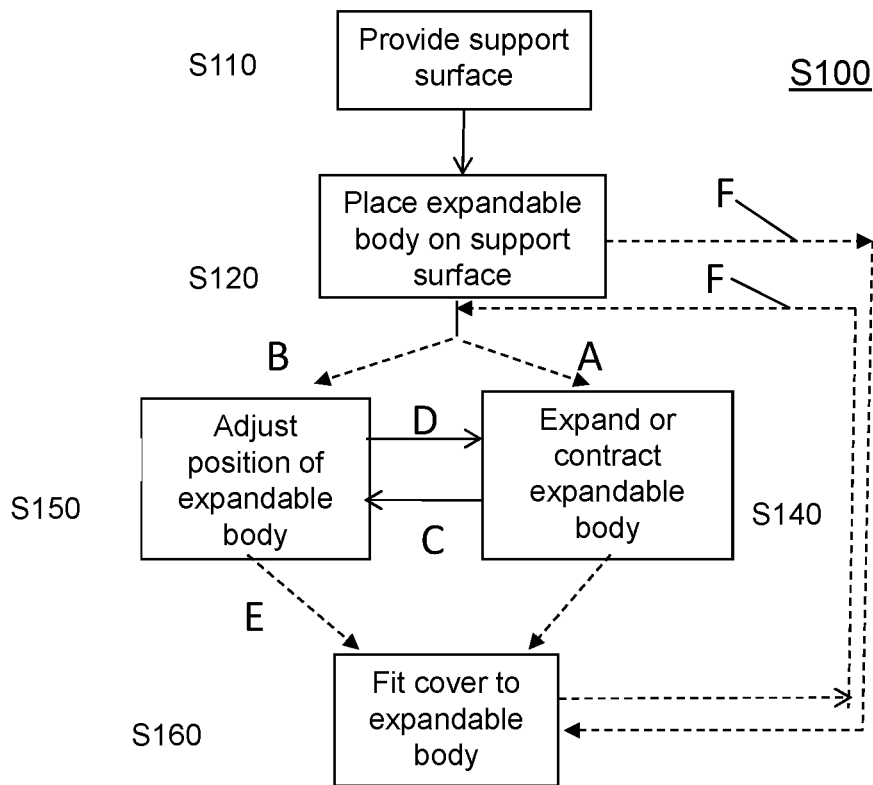 Provide support
surface
S110
S100
Place expandable
body on support
surface
S120
F
F
B
A
Adjust
position of
expandable
body
S150
D
C
Expand or
contract
expandable
body
S140
E
Fit cover to
expandable
body
S160